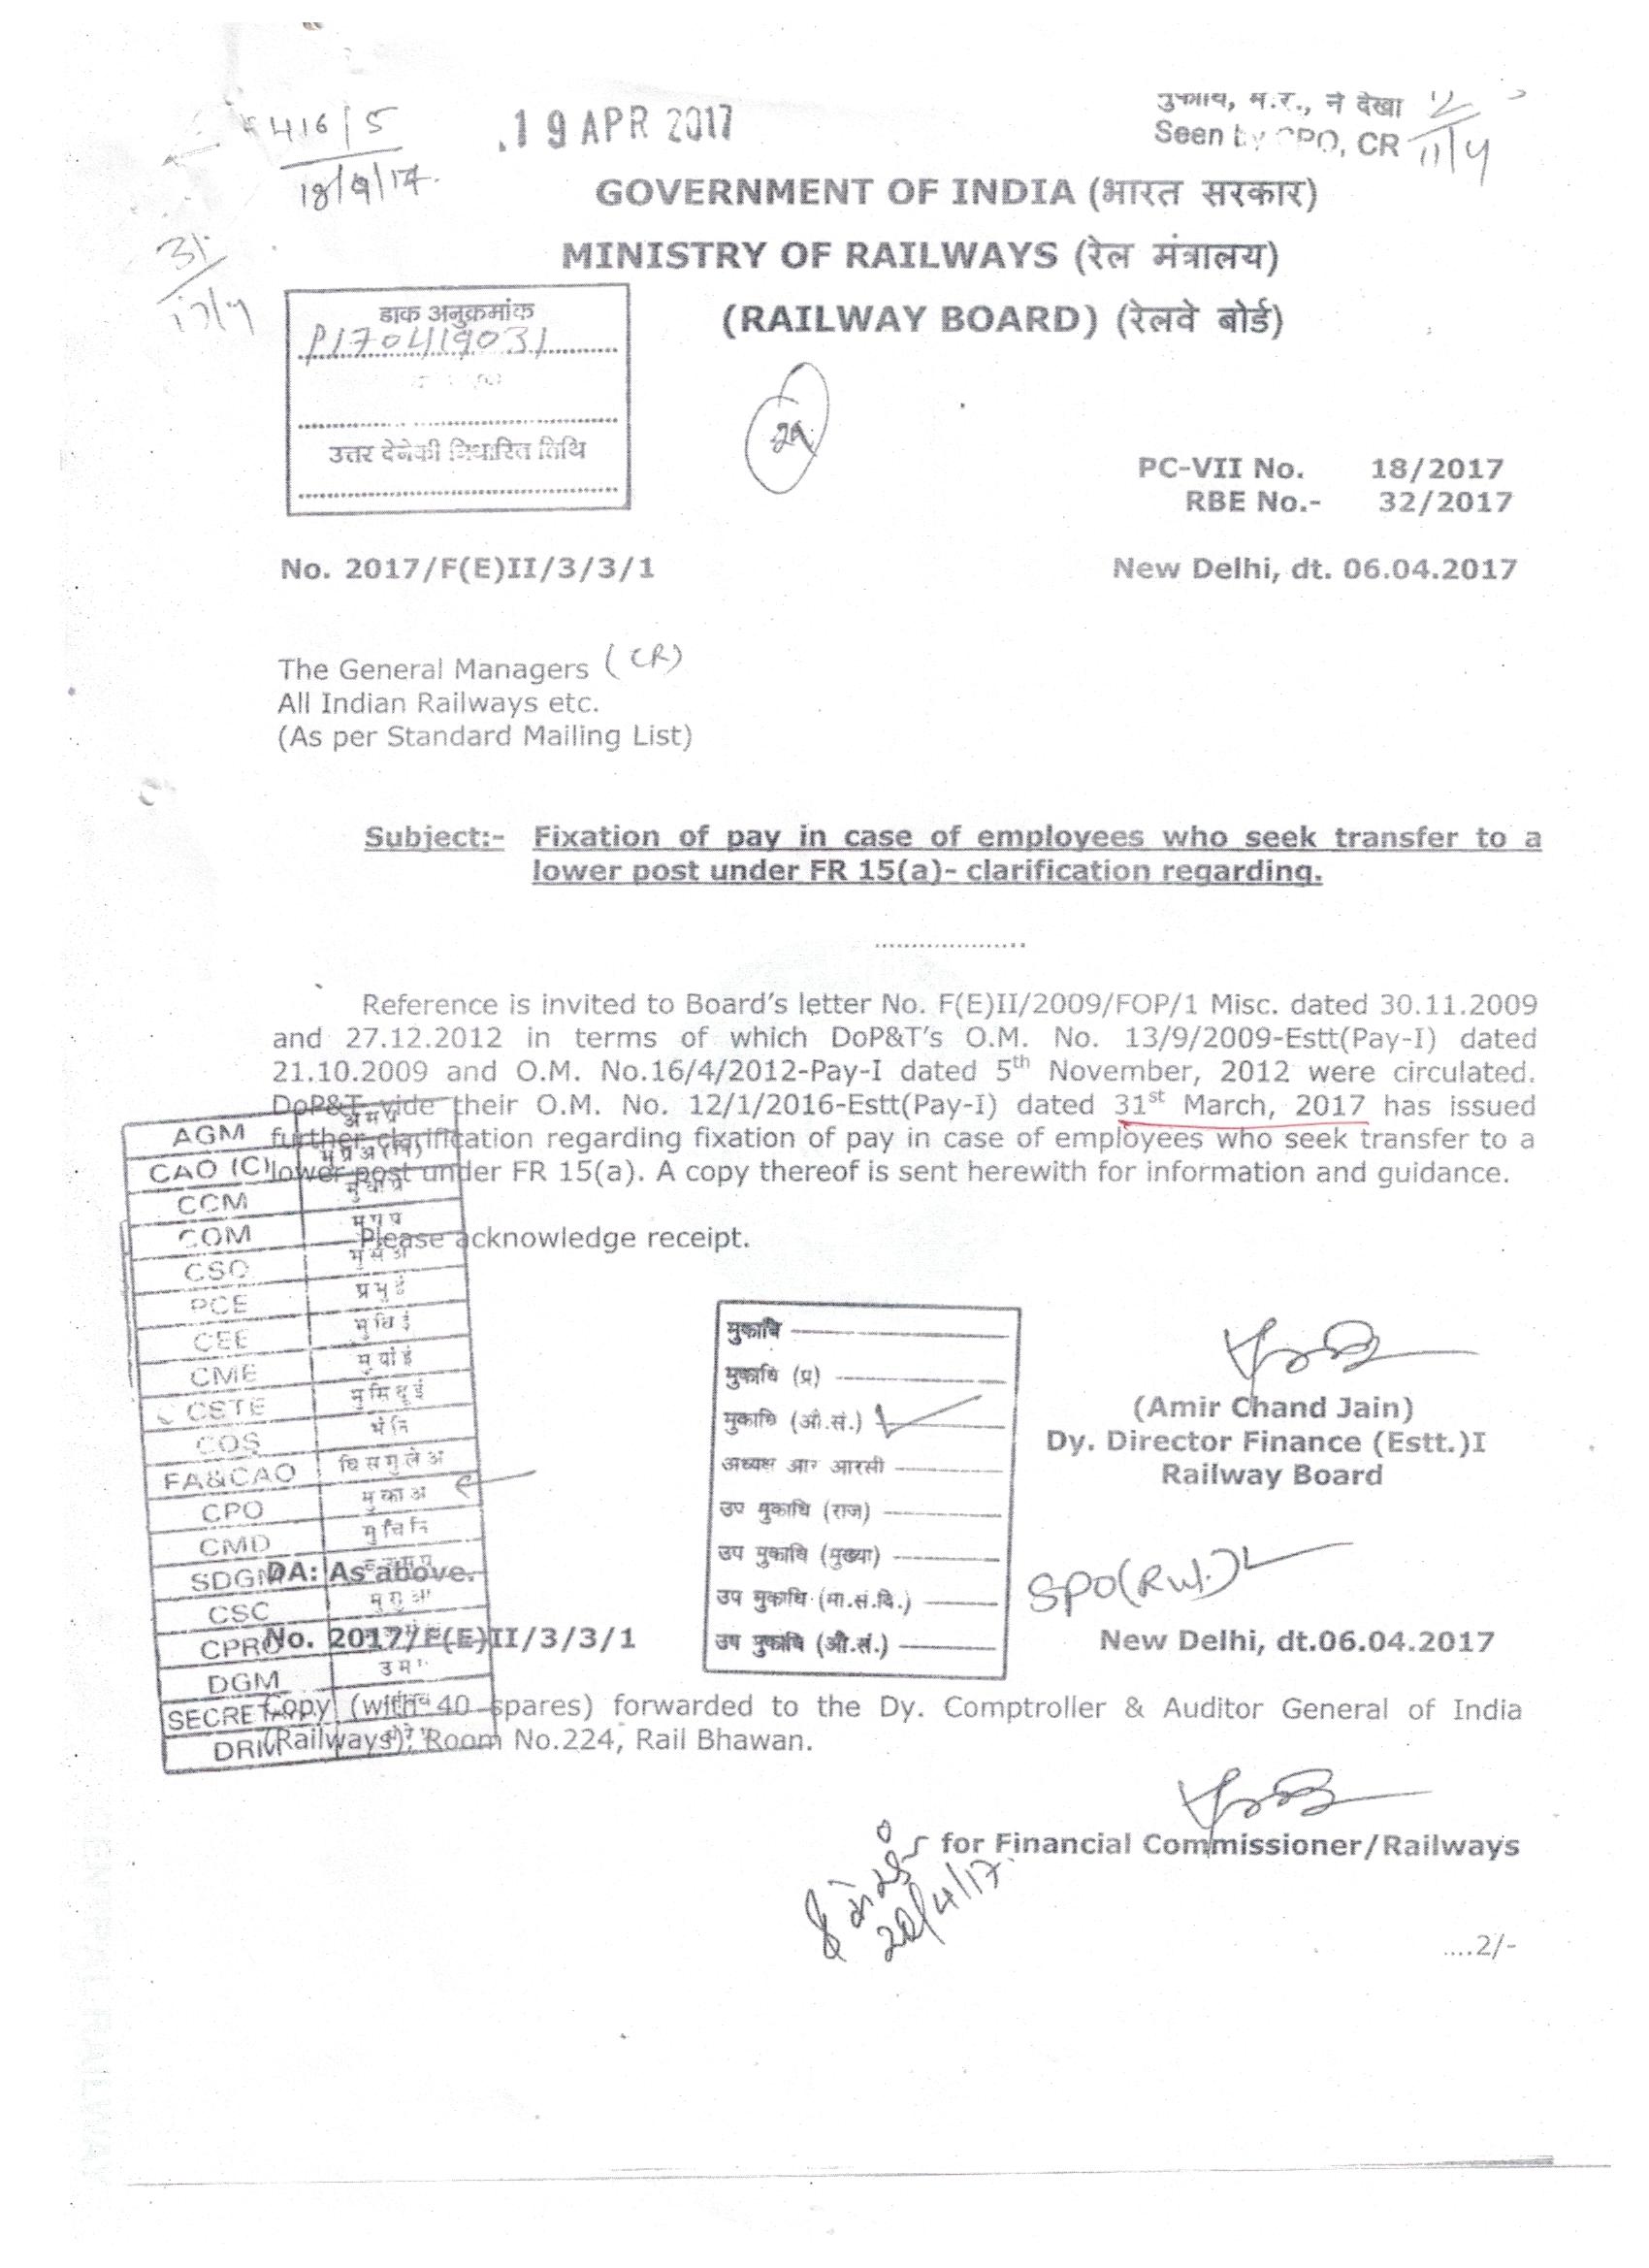 416/5
18/4/17.
19 APR 2017
मुकाधि, म.र., ने देखा
Seen by CPO, CR
11/4
GOVERNMENT OF INDIA (भारत सरकार)
MINISTRY OF RAILWAYS (रेल मंत्रालय)
(RAILWAY BOARD) (रेलवे बोर्ड)
31
17/4
डाक अनुक्रमांक
P170419031
उत्तर देनेकी निर्धारित तिथि
29
PC-VII No. 18/2017
RBE No.- 32/2017
No. 2017/F(E)II/3/3/1 New Delhi, dt. 06.04.2017
The General Managers (CR)
All Indian Railways etc.
(As per Standard Mailing List)
Subject:- Fixation of pay in case of employees who seek transfer to a
lower post under FR 15(a)- clarification regarding.
...................
Reference is invited to Board's letter No. F(E)II/2009/FOP/1 Misc. dated 30.11.2009
and 27.12.2012 in terms of which DoP&T's O.M. No. 13/9/2009-Estt(Pay-I) dated
21.10.2009 and O.M. No.16/4/2012-Pay-I dated 5th November, 2012 were circulated.
DoP&T vide their O.M. No. 12/1/2016-Estt(Pay-I) dated 31st March, 2017 has issued
further clarification regarding fixation of pay in case of employees who seek transfer to a
lower post under FR 15(a). A copy thereof is sent herewith for information and guidance.
Please acknowledge receipt.
AGM
CAO (C)
CCM
COM
CSO
PCE
CEE
CME
CSTE
COS
FA&CAO
CPO
CMD
SDGM
CSC
CPRO
DGM
SECRETARY
DRM
मुकाधि
मुकाधि (प्र)
मुकाधि (औ.सं.)
अध्यक्ष आर आरसी
उप मुकाधि (राज)
उप मुकाधि (मुख्या)
उप मुकाधि (मा.सं.वि.)
उप मुकाधि (औ.सं.)
(Amir Chand Jain)
Dy. Director Finance (Estt.)I
Railway Board
SPO(RW.)
DA: As above.
No. 2017/F(E)II/3/3/1 New Delhi, dt.06.04.2017
Copy (with 40 spares) forwarded to the Dy. Comptroller & Auditor General of India
(Railways), Room No.224, Rail Bhawan.
for Financial Commissioner/Railways
20/4/17
....2/-